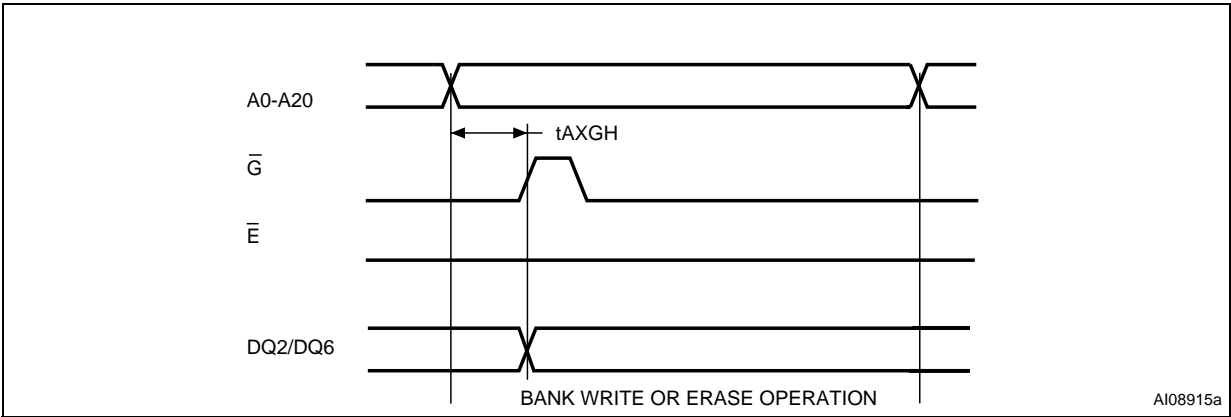 A0-A20
tAXGH
G̅
E̅
DQ2/DQ6
BANK WRITE OR ERASE OPERATION
AI08915a